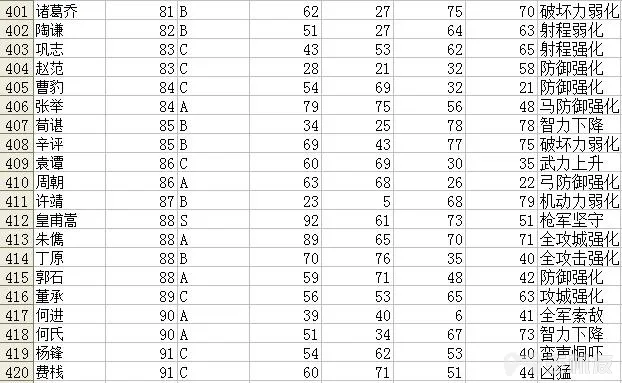 401 诸葛乔 81 B 62 27 75 70 破坏力弱化
402 陶谦 82 B 51 27 64 63 射程弱化
403 巩志 83 C 43 53 62 65 射程强化
404 赵范 83 C 28 21 32 58 防御强化
405 曹豹 84 C 54 69 32 21 防御强化
406 张举 84 A 79 75 56 48 马防御强化
407 荀谌 85 B 34 25 78 78 智力下降
408 辛评 85 B 69 43 77 75 破坏力弱化
409 袁谭 86 C 60 69 30 35 武力上升
410 周朝 86 A 63 68 26 22 弓防御强化
411 许靖 87 B 23 5 68 79 机动力弱化
412 皇甫嵩 88 S 92 61 73 51 枪军坚守
413 朱儁 88 A 89 65 70 71 全攻城强化
414 丁原 88 B 70 76 35 40 全攻击强化
415 郭石 88 A 59 71 48 42 防御强化
416 董承 89 C 56 53 65 63 攻城强化
417 何进 90 A 39 40 6 41 全军索敌
418 何氏 90 A 51 34 67 73 智力下降
419 杨锋 91 C 54 62 53 40 蛮声恫吓
420 费栈 91 C 60 71 51 44 凶猛